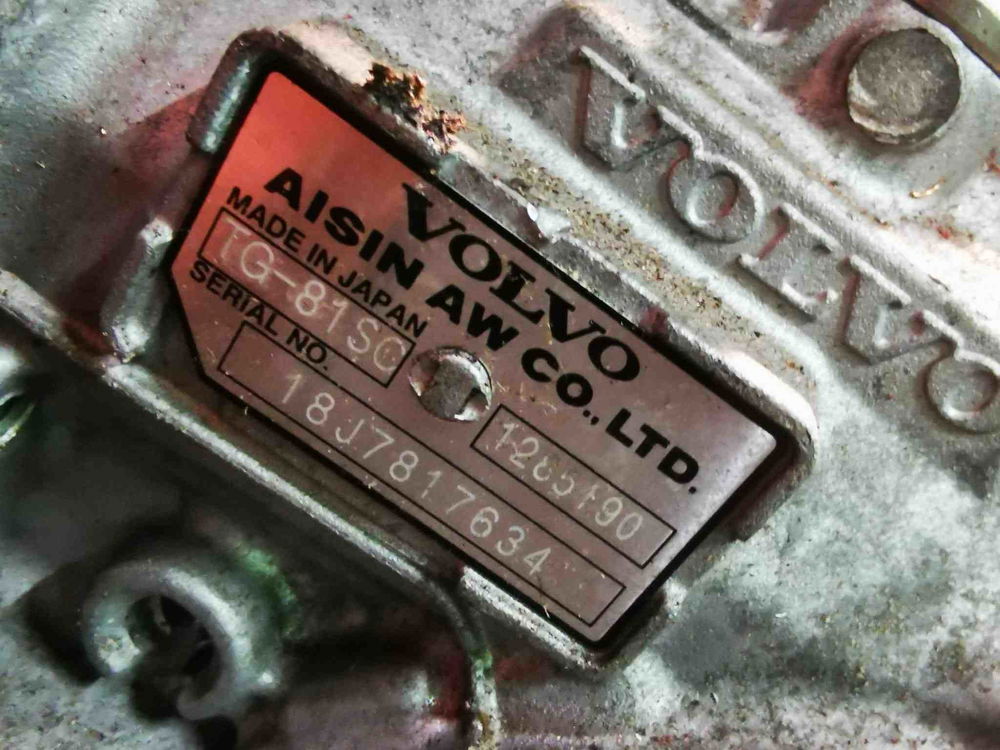 VOLVO
VOLVO
AISIN AW CO., LTD.
MADE IN JAPAN
TG-81SC
1285190
SERIAL NO.
18J7817634